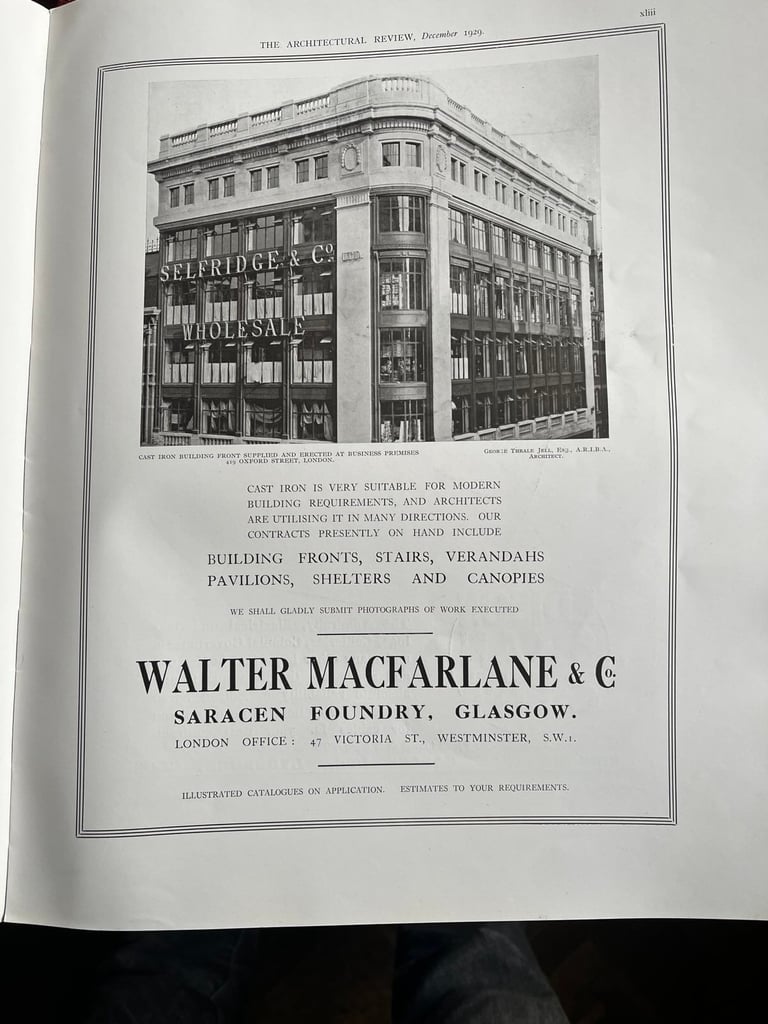 xliii
THE ARCHITECTURAL REVIEW, December 1929.
SELFRIDGE & Co.
LTD.
WHOLESALE
CAST IRON BUILDING FRONT SUPPLIED AND ERECTED AT BUSINESS PREMISES
419 OXFORD STREET, LONDON.
GEORGE THRALE JELL, ESQ., A.R.I.B.A.,
ARCHITECT.
CAST IRON IS VERY SUITABLE FOR MODERN
BUILDING REQUIREMENTS, AND ARCHITECTS
ARE UTILISING IT IN MANY DIRECTIONS. OUR
CONTRACTS PRESENTLY ON HAND INCLUDE
BUILDING FRONTS, STAIRS, VERANDAHS
PAVILIONS, SHELTERS AND CANOPIES
WE SHALL GLADLY SUBMIT PHOTOGRAPHS OF WORK EXECUTED
WALTER MACFARLANE & Co.
SARACEN FOUNDRY, GLASGOW.
LONDON OFFICE: 47 VICTORIA ST., WESTMINSTER, S.W.1.
ILLUSTRATED CATALOGUES ON APPLICATION. ESTIMATES TO YOUR REQUIREMENTS.